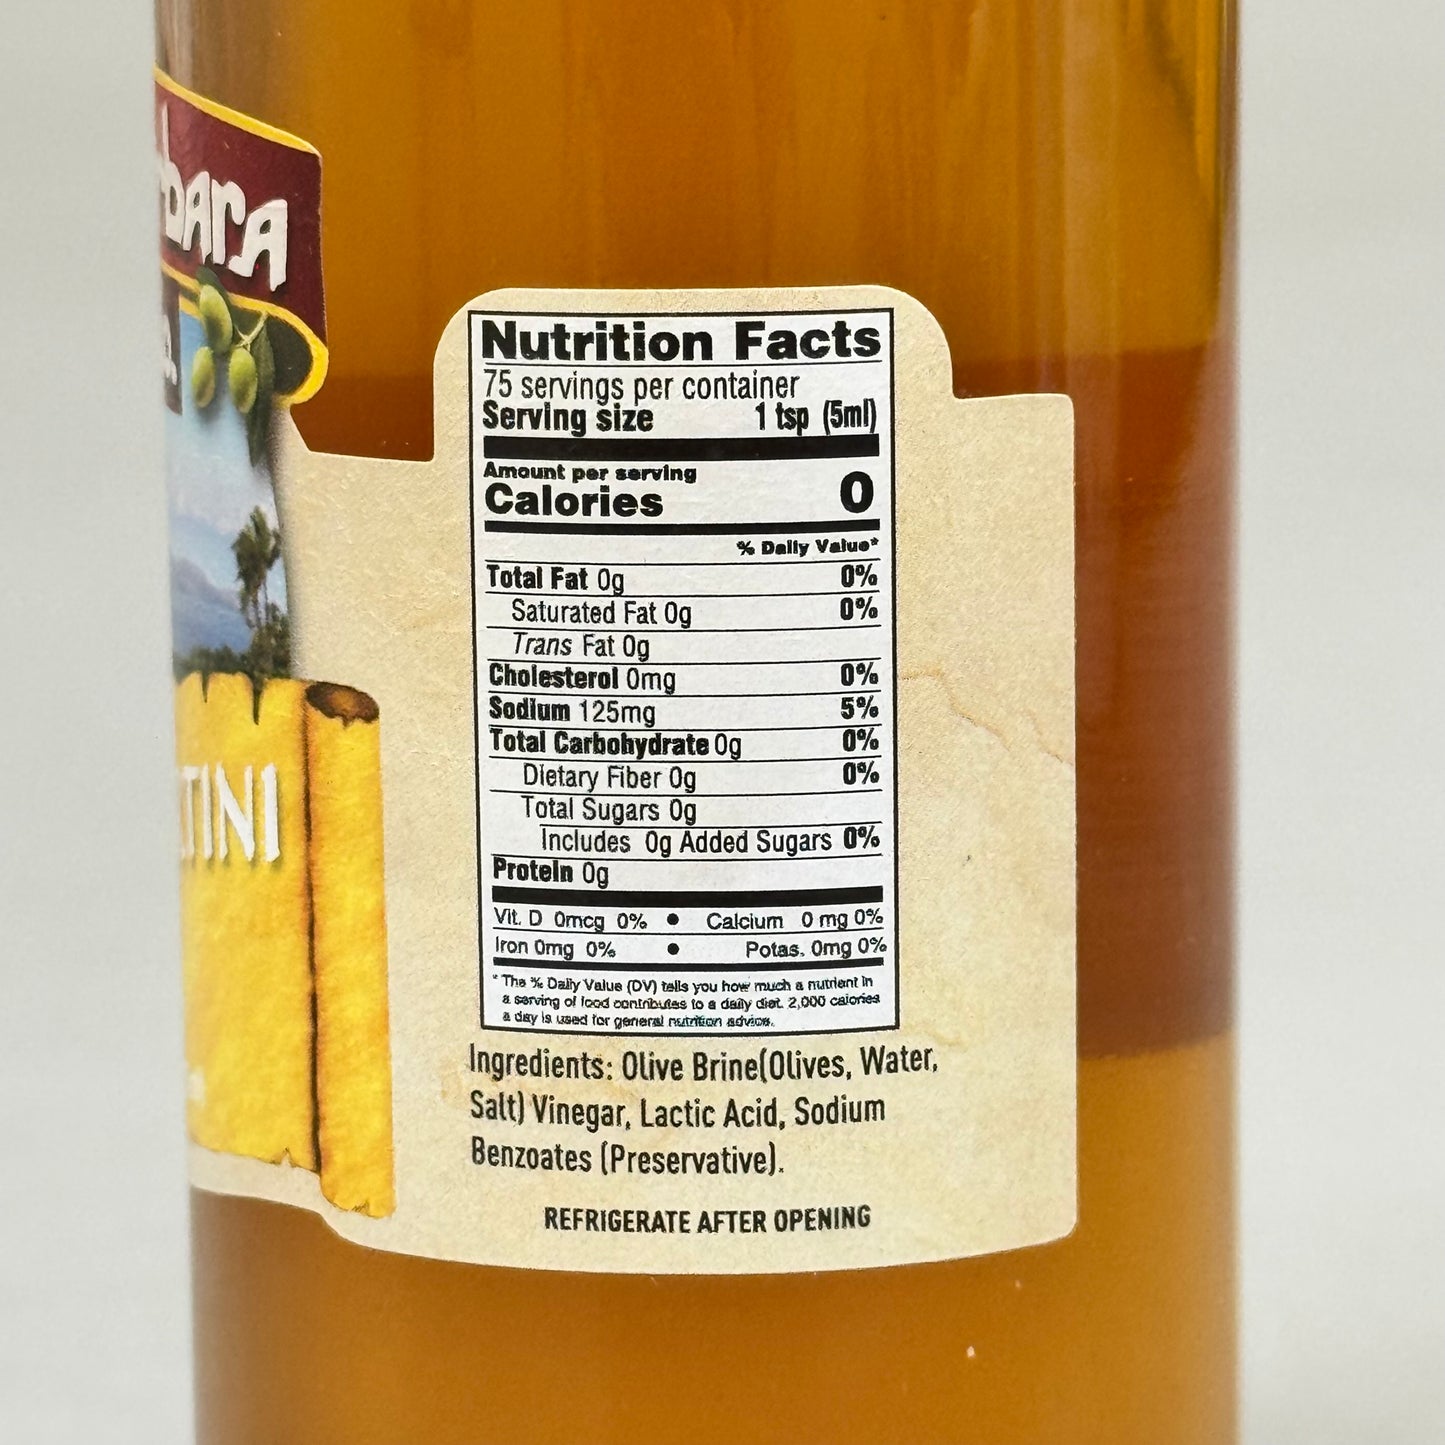 bara
TINI
Nutrition Facts
75 servings per container
Serving size 1 tsp (5ml)
Amount per serving
Calories 0
% Daily Value*
Total Fat 0g 0%
Saturated Fat 0g 0%
Trans Fat 0g
Cholesterol 0mg 0%
Sodium 125mg 5%
Total Carbohydrate 0g 0%
Dietary Fiber 0g 0%
Total Sugars 0g
Includes 0g Added Sugars 0%
Protein 0g
Vit. D 0mcg 0% ● Calcium 0 mg 0%
Iron 0mg 0% ● Potas. 0mg 0%
* The % Daily Value (DV) tells you how much a nutrient in
a serving of food contributes to a daily diet. 2,000 calories
a day is used for general nutrition advice.
Ingredients: Olive Brine(Olives, Water,
Salt) Vinegar, Lactic Acid, Sodium
Benzoates (Preservative).
REFRIGERATE AFTER OPENING